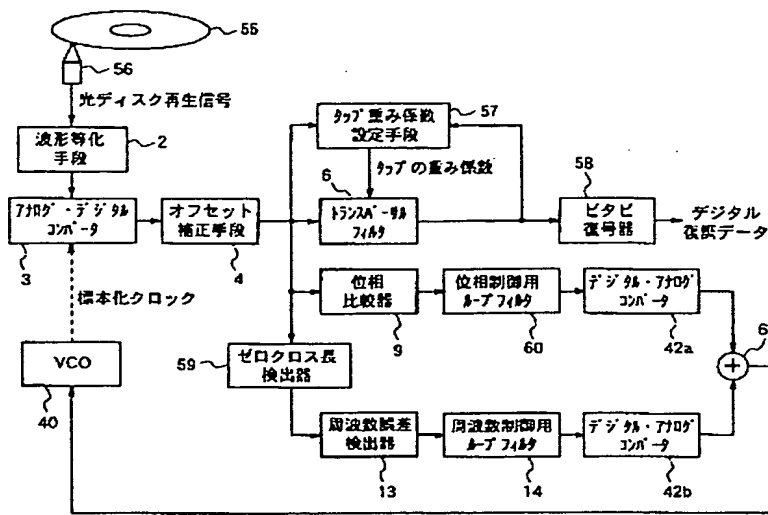 55
56
光ディスク再生信号
波形等化
手段
2
タップ重み係数
設定手段
57
タップの重み係数
6
58
アナログ・デジタル
コンバータ
3
オフセット
補正手段
4
トランスバーサル
フィルタ
ビタビ
復号器
デジタル
復調データ
標本化クロック
位相
比較器
9
位相制御用
ループフィルタ
60
デジタル・アナログ
コンバータ
42a
6
VCO
40
59
ゼロクロス長
検出器
周波数誤差
検出器
13
周波数制御用
ループフィルタ
14
デジタル・アナログ
コンバータ
42b